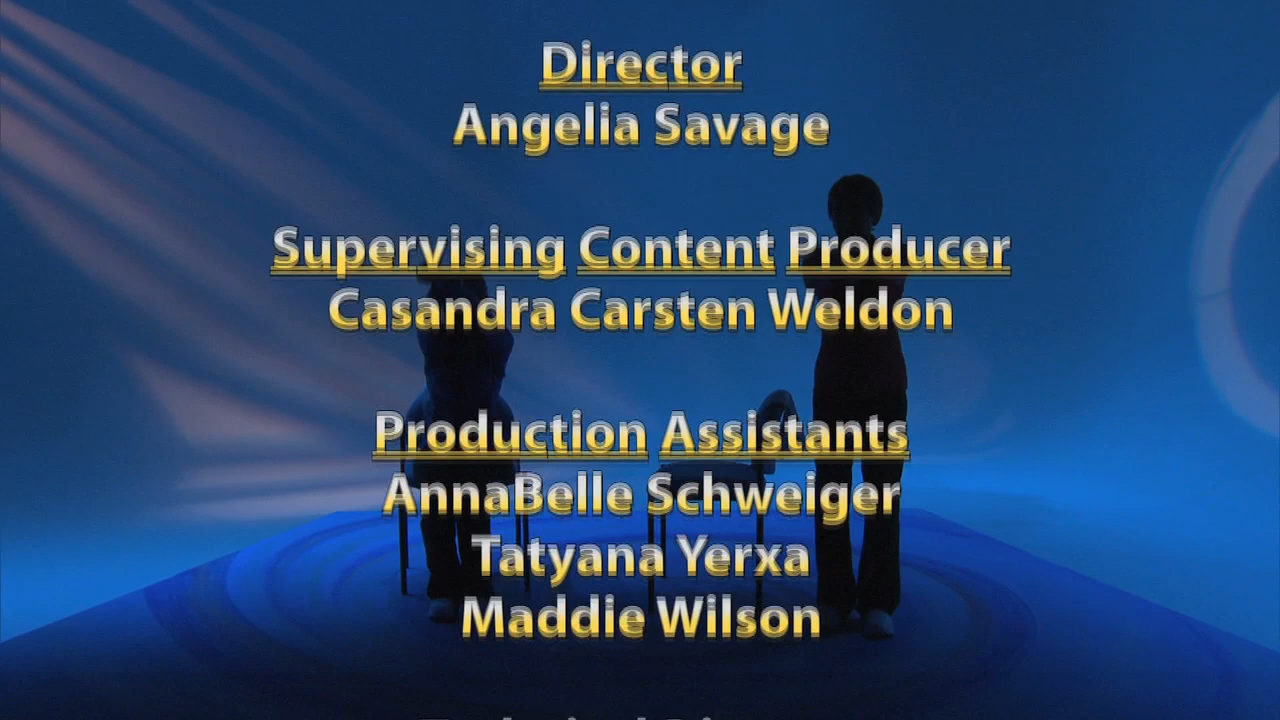 Director
Angelia Savage
Supervising Content Producer
Casandra Carsten Weldon
Production Assistants
AnnaBelle Schweiger
Tatyana Yerxa
Maddie Wilson